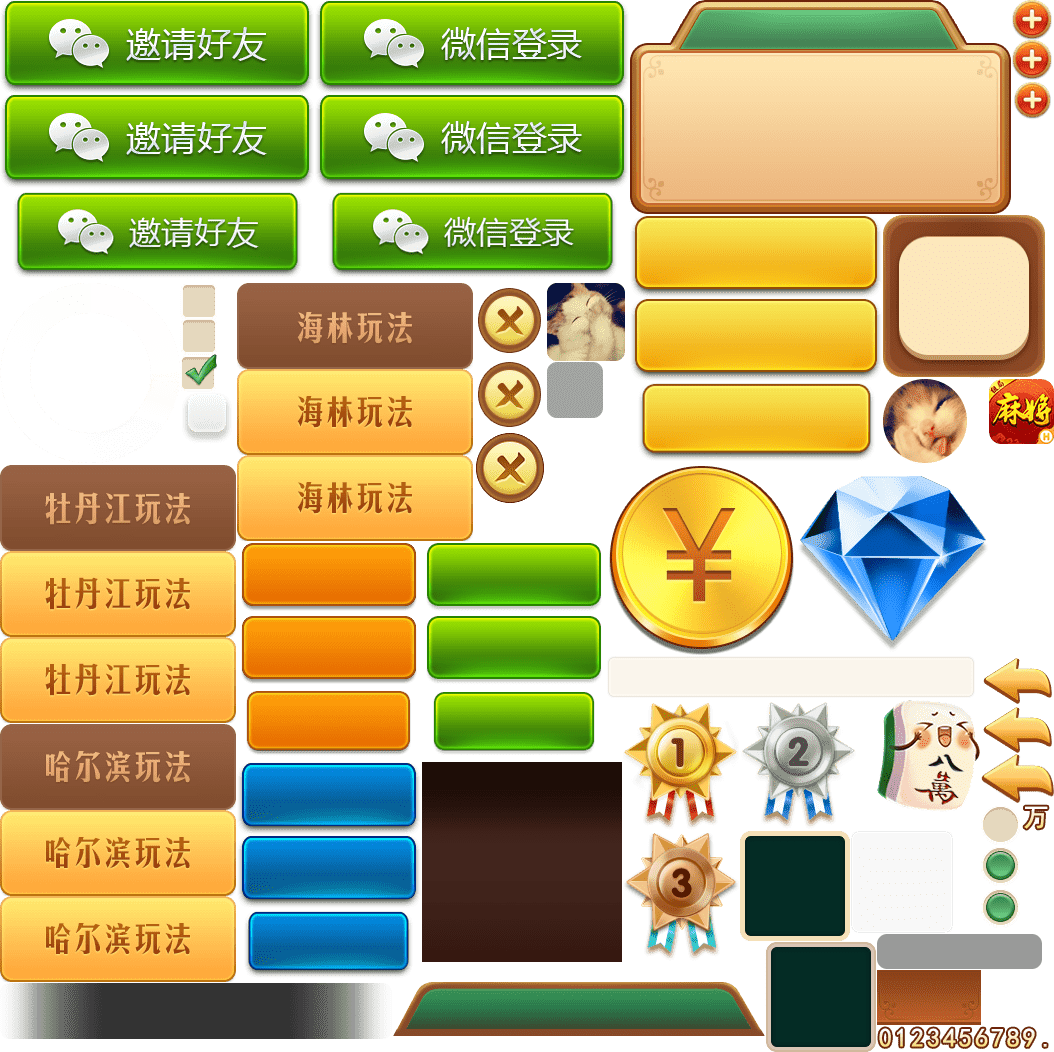 邀请好友
微信登录
邀请好友
微信登录
邀请好友
微信登录
海林玩法
海林玩法
海林玩法
麻将
H
牡丹江玩法
牡丹江玩法
牡丹江玩法
哈尔滨玩法
哈尔滨玩法
哈尔滨玩法
¥
1
2
3
八萬
万
0123456789.